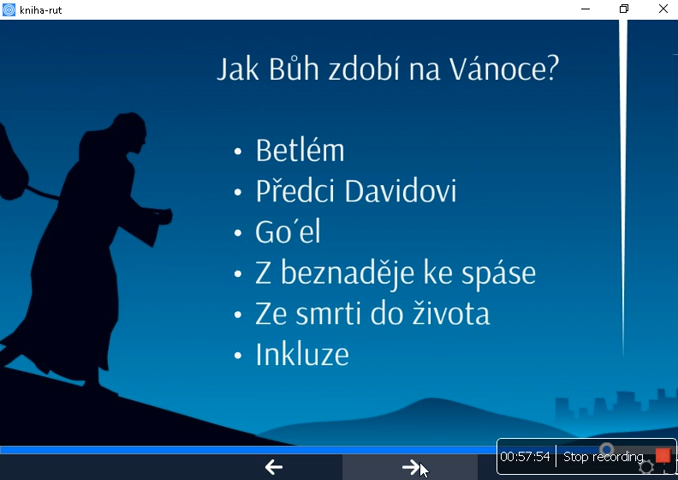 kniha-rut
Jak Bůh zdobí na Vánoce?
• Betlém
• Předci Davidovi
• Go´el
• Z beznaděje ke spáse
• Ze smrti do života
• Inkluze
00:57:54 Stop recording